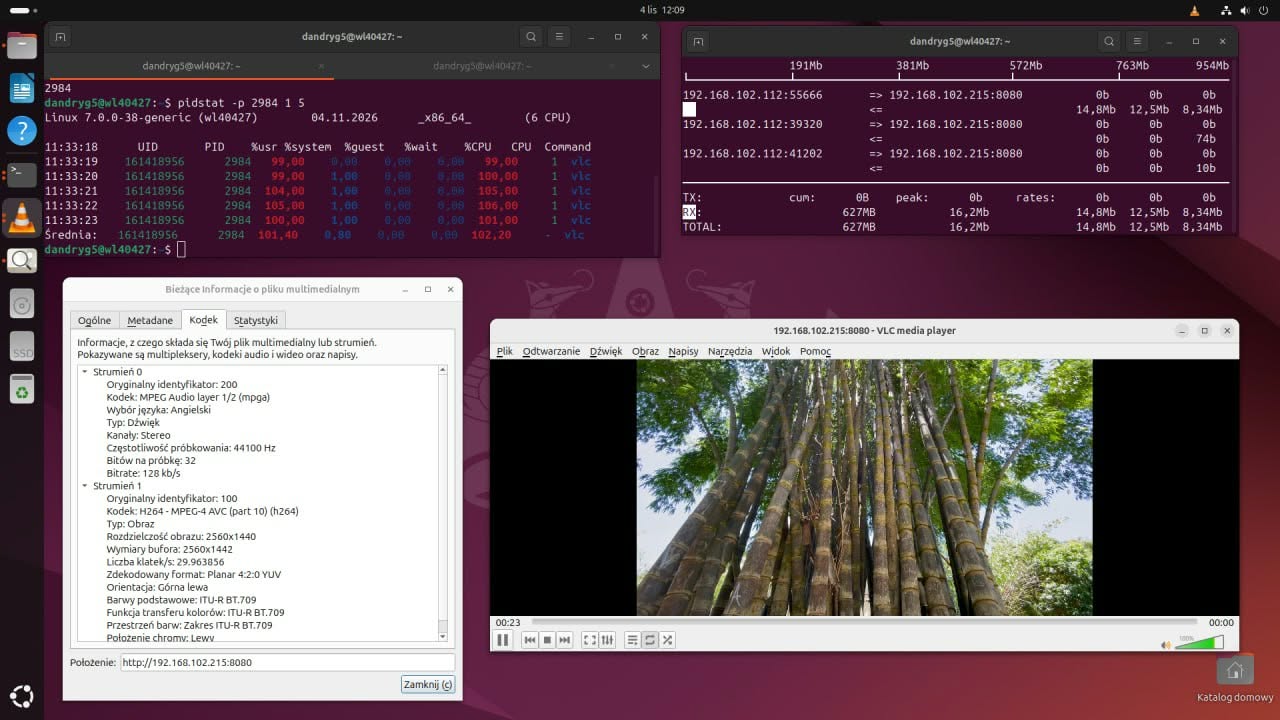 4 lis 12:09
dandryg5@wl40427: ~
dandryg5@wl40427: ~
dandryg5@wl40427: ~
2984
dandryg5@wl40427:~$ pidstat -p 2984 1 5
Linux 7.0.0-38-generic (wl40427) 04.11.2026 _x86_64_ (6 CPU)
11:33:18 UID PID %usr %system %guest %wait %CPU CPU Command
11:33:19 161418956 2984 99,00 0,00 0,00 0,00 99,00 1 vlc
11:33:20 161418956 2984 99,00 1,00 0,00 0,00 100,00 1 vlc
11:33:21 161418956 2984 104,00 1,00 0,00 0,00 105,00 1 vlc
11:33:22 161418956 2984 105,00 1,00 0,00 0,00 106,00 1 vlc
11:33:23 161418956 2984 100,00 1,00 0,00 0,00 101,00 1 vlc
Średnia: 161418956 2984 101,40 0,80 0,00 0,00 102,20 - vlc
dandryg5@wl40427:~$
dandryg5@wl40427: ~
191Mb 381Mb 572Mb 763Mb 954Mb
192.168.102.112:55666 => 192.168.102.215:8080 0b 0b 0b
<= 14,8Mb 12,5Mb 8,34Mb
192.168.102.112:39320 => 192.168.102.215:8080 0b 0b 0b
<= 0b 0b 74b
192.168.102.112:41202 => 192.168.102.215:8080 0b 0b 0b
<= 0b 0b 10b
TX: cum: 0B peak: 0b rates: 0b 0b 0b
RX: 627MB 16,2Mb 14,8Mb 12,5Mb 8,34Mb
TOTAL: 627MB 16,2Mb 14,8Mb 12,5Mb 8,34Mb
SSD
Bieżące Informacje o pliku multimedialnym
Ogólne Metadane Kodek Statystyki
Informacje, z czego składa się Twój plik multimedialny lub strumień.
Pokazywane są multipleksery, kodeki audio i wideo oraz napisy.
Strumień 0
Oryginalny identyfikator: 200
Kodek: MPEG Audio layer 1/2 (mpga)
Wybór języka: Angielski
Typ: Dźwięk
Kanały: Stereo
Częstotliwość próbkowania: 44100 Hz
Bitów na próbkę: 32
Bitrate: 128 kb/s
Strumień 1
Oryginalny identyfikator: 100
Kodek: H264 - MPEG-4 AVC (part 10) (h264)
Typ: Obraz
Rozdzielczość obrazu: 2560x1440
Wymiary bufora: 2560x1442
Liczba klatek/s: 29.963856
Zdekodowany format: Planar 4:2:0 YUV
Orientacja: Górna lewa
Barwy podstawowe: ITU-R BT.709
Funkcja transferu kolorów: ITU-R BT.709
Przestrzeń barw: Zakres ITU-R BT.709
Położenie chromy: Lewy
Położenie: http://192.168.102.215:8080
Zamknij (c)
192.168.102.215:8080 - VLC media player
Plik Odtwarzanie Dźwięk Obraz Napisy Narzędzia Widok Pomoc
00:23 00:00
100%
Katalog domowy